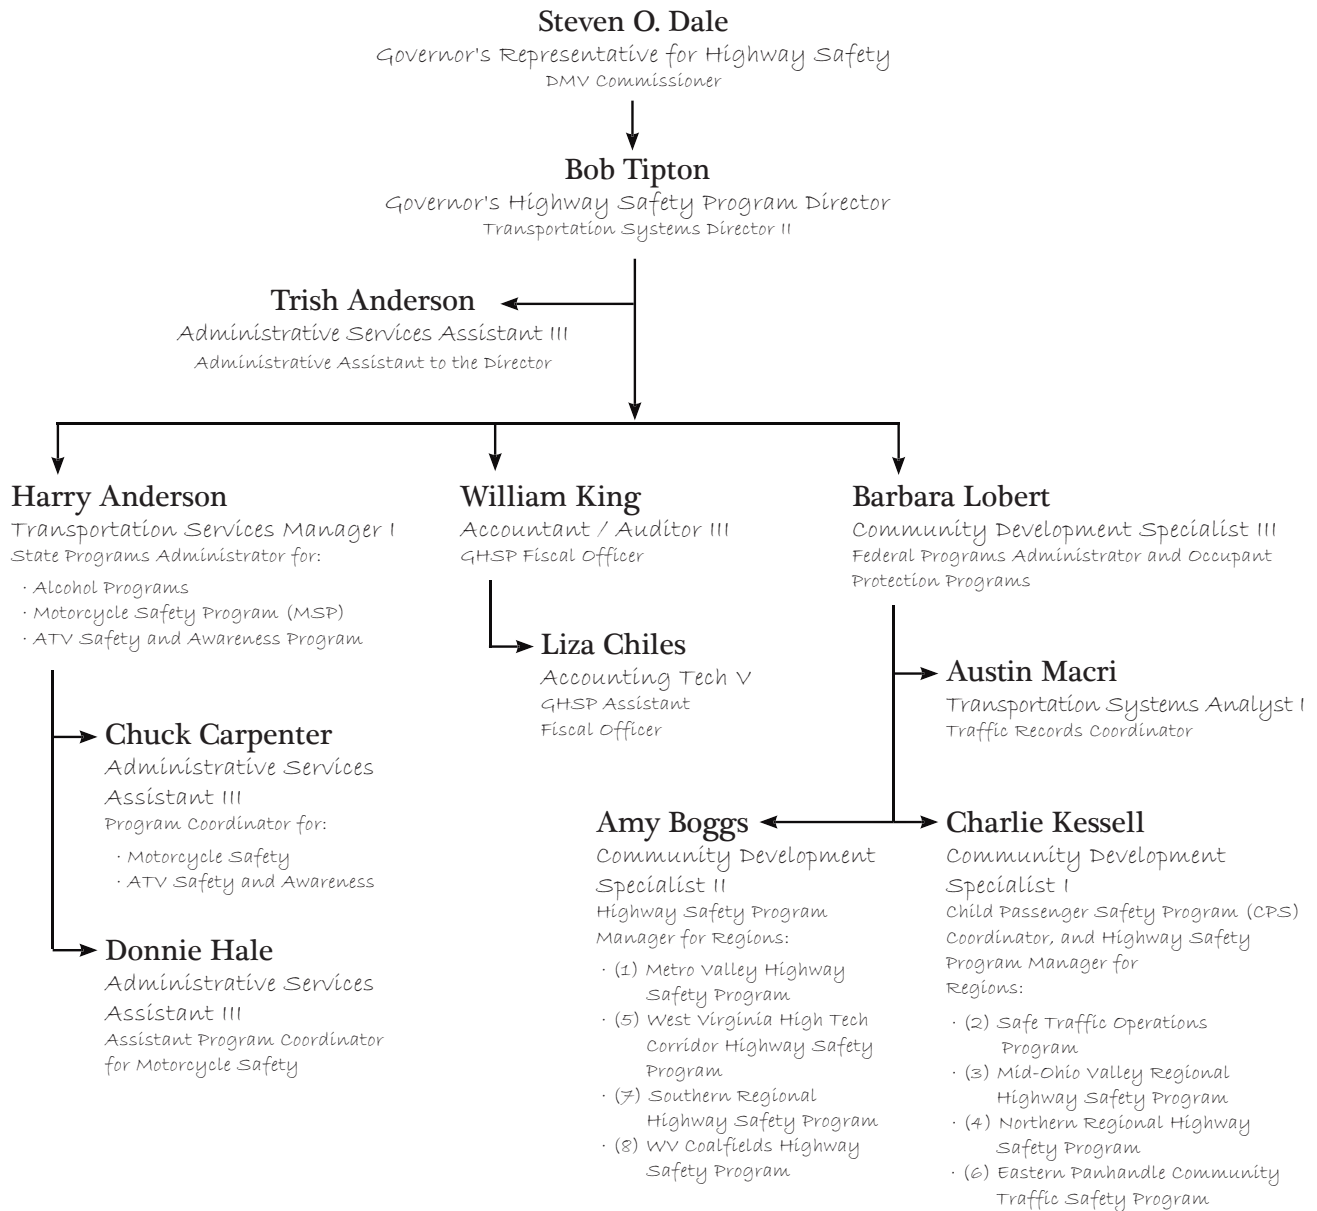 Steven O. Dale
Governor's Representative for Highway Safety
DMV Commissioner
Bob Tipton
Governor's Highway Safety Program Director
Transportation Systems Director II
Trish Anderson
Administrative Services Assistant III
Administrative Assistant to the Director
Harry Anderson
Transportation Services Manager I
State Programs Administrator for:
· Alcohol Programs
· Motorcycle Safety Program (MSP)
· ATV Safety and Awareness Program
Chuck Carpenter
Administrative Services
Assistant III
Program Coordinator for:
· Motorcycle Safety
· ATV Safety and Awareness
Donnie Hale
Administrative Services
Assistant III
Assistant Program Coordinator
for Motorcycle Safety
William King
Accountant / Auditor III
GHSP Fiscal Officer
Liza Chiles
Accounting Tech V
GHSP Assistant
Fiscal Officer
Barbara Lobert
Community Development Specialist III
Federal Programs Administrator and Occupant
Protection Programs
Austin Macri
Transportation Systems Analyst I
Traffic Records Coordinator
Amy Boggs
Community Development
Specialist II
Highway Safety Program
Manager for Regions:
· (1) Metro Valley Highway
Safety Program
· (5) West Virginia High Tech
Corridor Highway Safety
Program
· (7) Southern Regional
Highway Safety Program
· (8) WV Coalfields Highway
Safety Program
Charlie Kessell
Community Development
Specialist I
Child Passenger Safety Program (CPS)
Coordinator, and Highway Safety
Program Manager for
Regions:
· (2) Safe Traffic Operations
Program
· (3) Mid-Ohio Valley Regional
Highway Safety Program
· (4) Northern Regional Highway
Safety Program
· (6) Eastern Panhandle Community
Traffic Safety Program